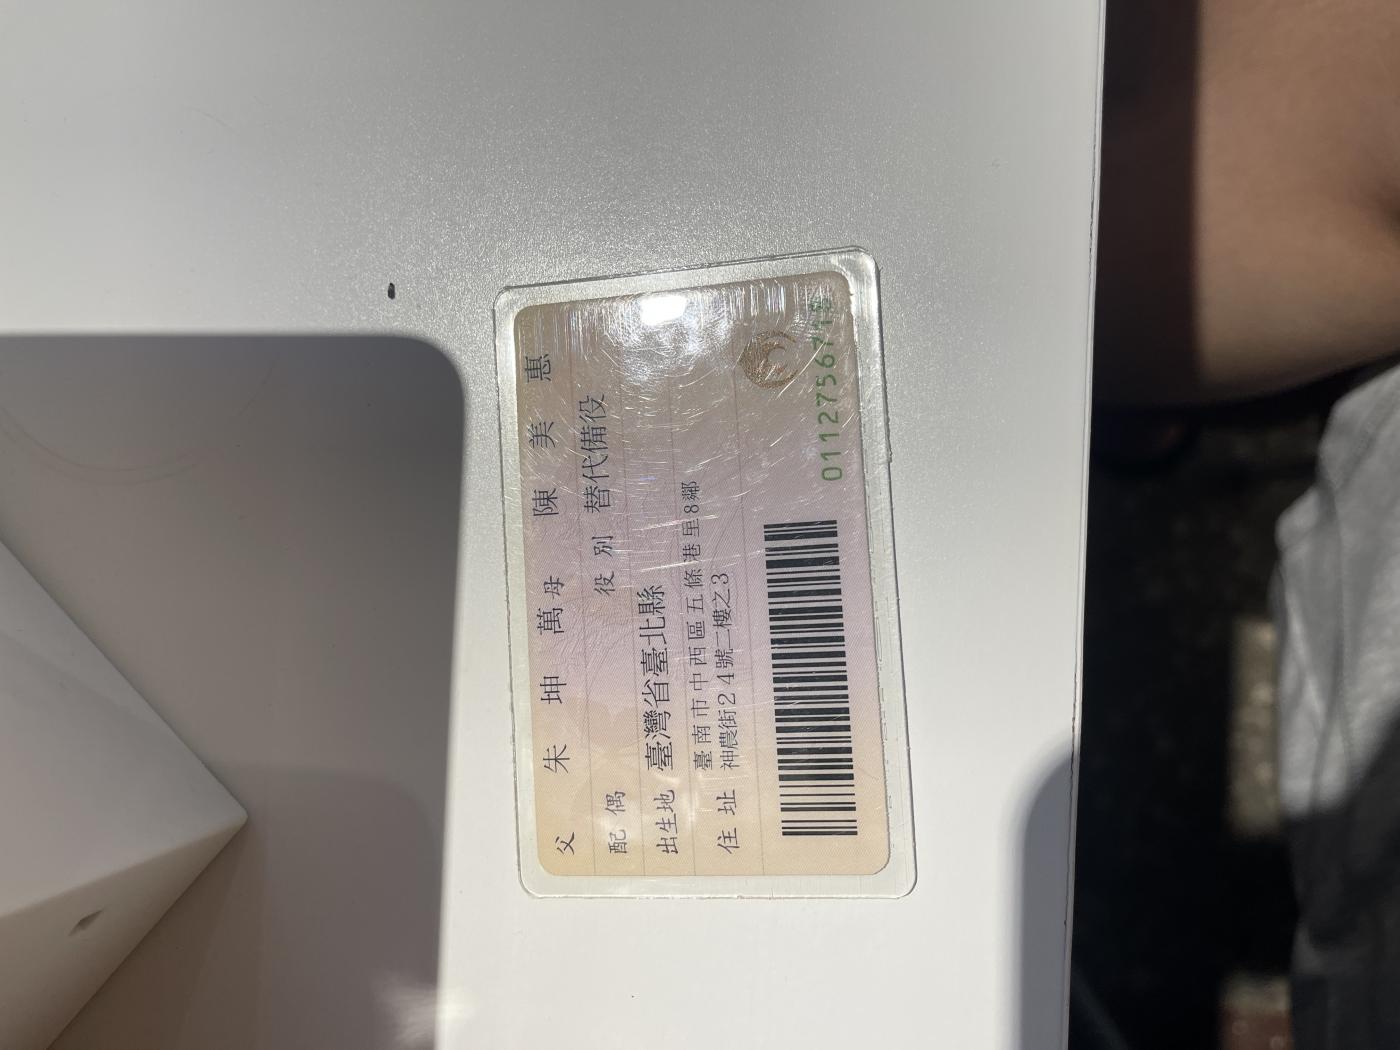 父 朱坤萬 母 陳美惠
配偶 役別 替代備役
出生地 臺灣省臺北縣
住址 臺南市中西區五條港里8鄰
神農街24號二樓之3